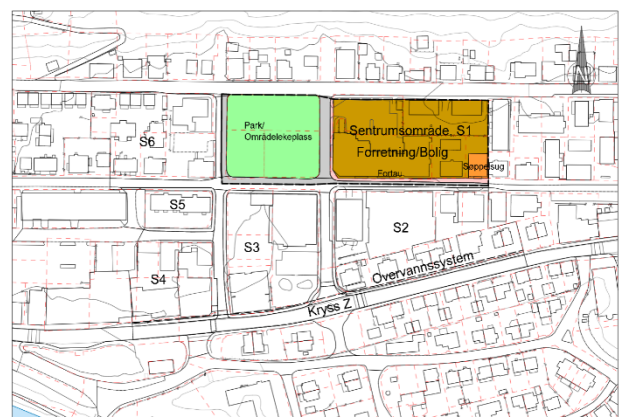 N
Park/
Områdelekeplass
Sentrumsområde, S1
Forretning/Bolig
Søppelsug
Fortau
S6
S5
S2
S3
S4
Overvannssystem
Kryss Z